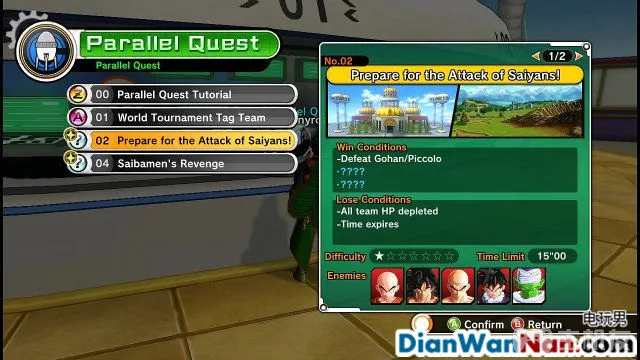 Parallel Quest
Parallel Quest
Z 00 Parallel Quest Tutorial
A 01 World Tournament Tag Team
? 02 Prepare for the Attack of Saiyans!
? 04 Saibamen's Revenge
No.02
1/2
Prepare for the Attack of Saiyans!
Win Conditions
-Defeat Gohan/Piccolo
-????
-????
Lose Conditions
-All team HP depleted
-Time expires
Difficulty ★☆☆☆☆☆☆ Time Limit 15"00
Enemies
A Confirm B Return
电玩男
DianWanNan.com